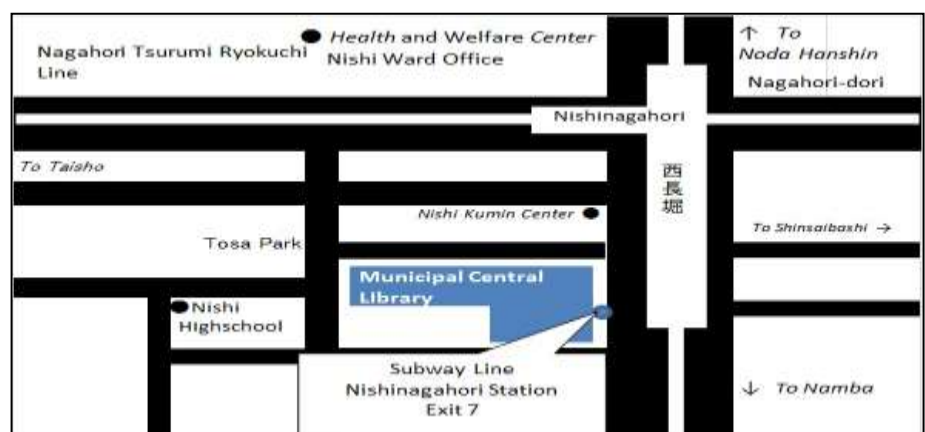 Nagahori Tsurumi Ryokuchi
Line
Health and Welfare Center
Nishi Ward Office
↑ To
Noda Hanshin
Nagahori-dori
Nishinagahori
To Taisho
西長堀
Nishi Kumin Center
To Shinsaibashi →
Tosa Park
Municipal Central
Library
Nishi
Highschool
Subway Line
Nishinagahori Station
Exit 7
↓ To Namba